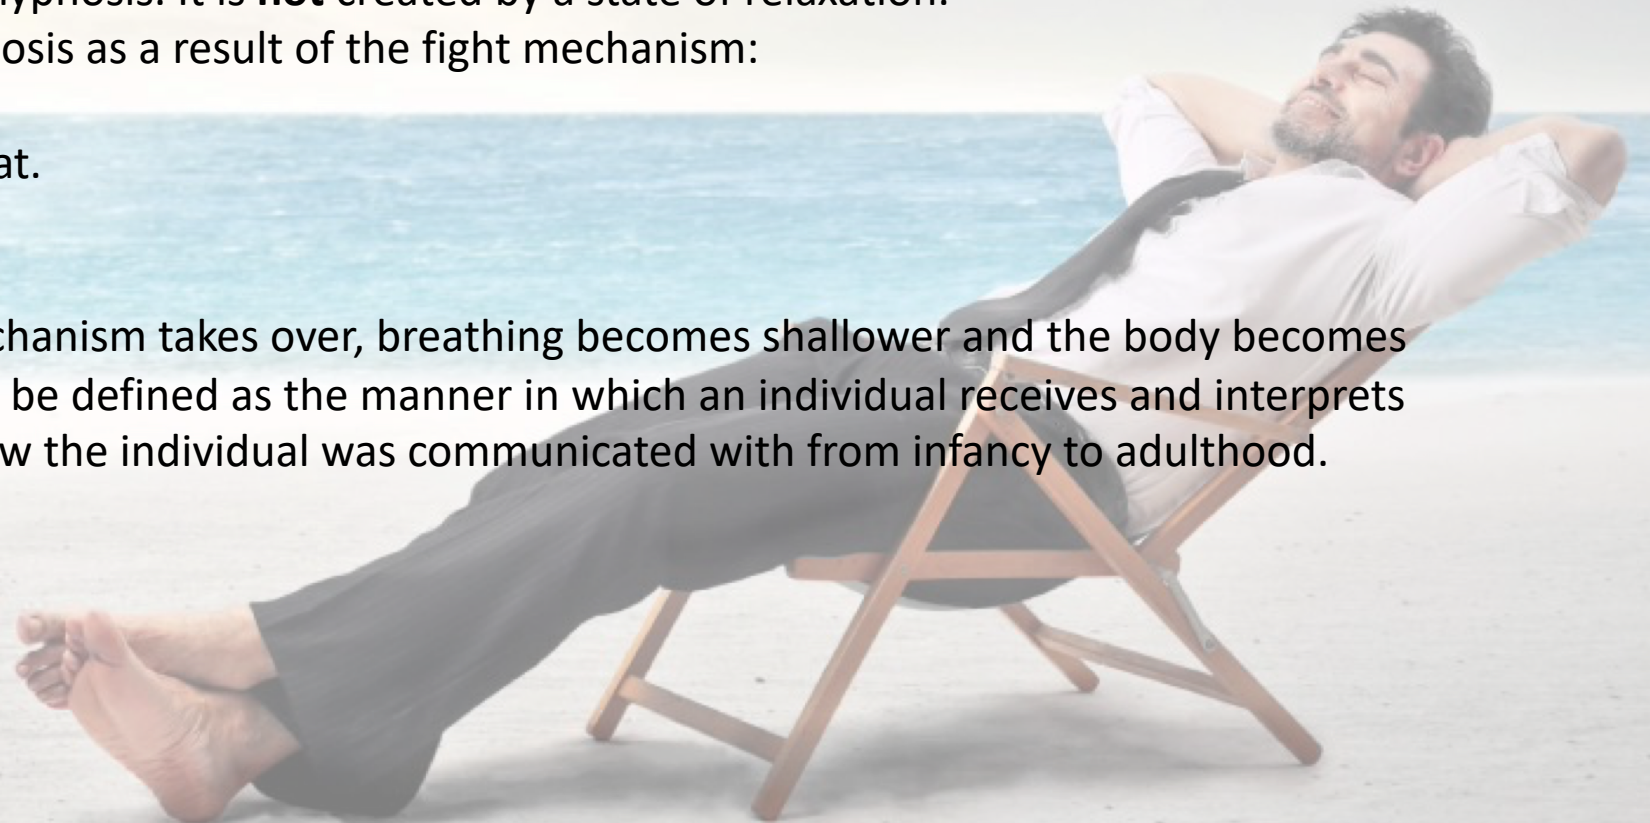 hypnosis. It is not created by a state of relaxation.
osis as a result of the fight mechanism:
at.
chanism takes over, breathing becomes shallower and the body becomes
be defined as the manner in which an individual receives and interprets
w the individual was communicated with from infancy to adulthood.